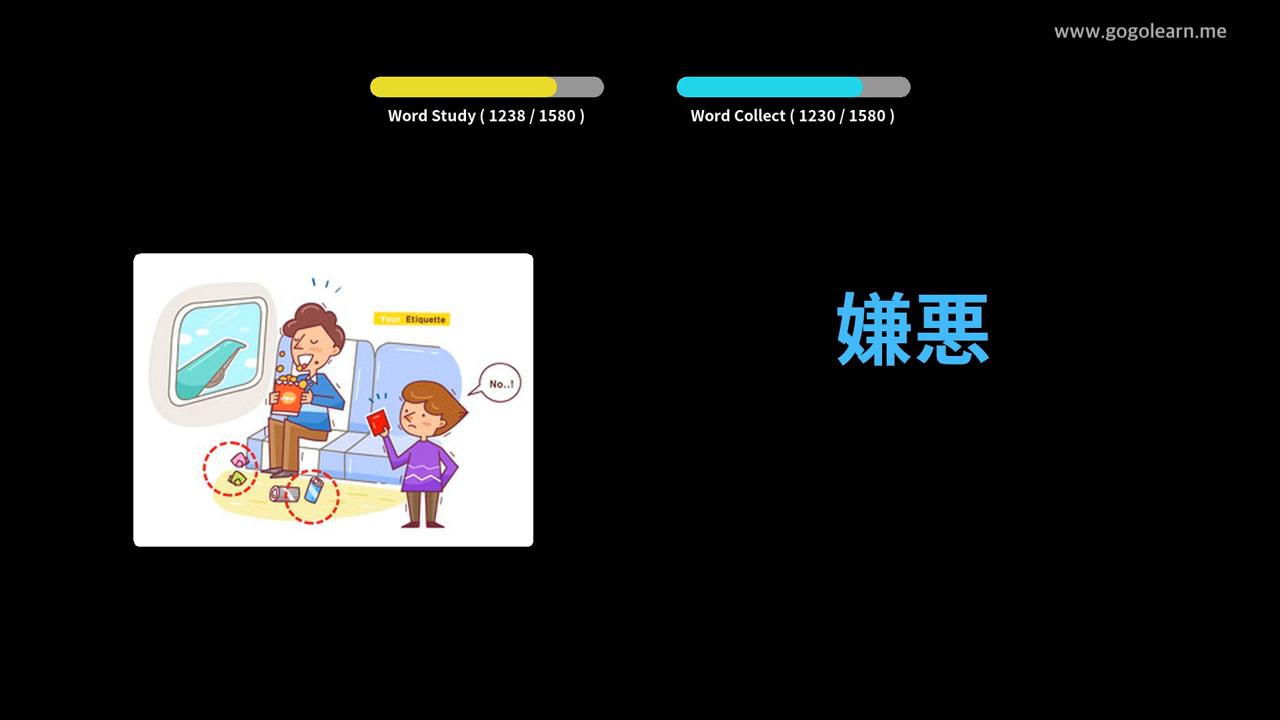 www.gogolearn.me
Word Study ( 1238 / 1580 )
Word Collect ( 1230 / 1580 )
Your Etiquette
No..!
嫌悪